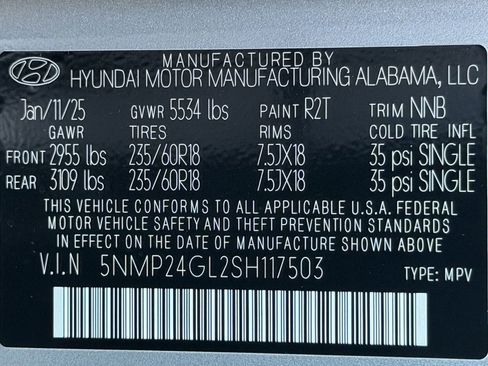 MANUFACTURED BY
HYUNDAI MOTOR MANUFACTURING ALABAMA, LLC
Jan/11/25 GVWR 5534 lbs PAINT R2T TRIM NNB
GAWR TIRES RIMS COLD TIRE INFL
FRONT 2955 lbs 235/60R18 7.5JX18 35 psi SINGLE
REAR 3109 lbs 235/60R18 7.5JX18 35 psi SINGLE
THIS VEHICLE CONFORMS TO ALL APPLICABLE U.S.A. FEDERAL
MOTOR VEHICLE SAFETY AND THEFT PREVENTION STANDARDS
IN EFFECT ON THE DATE OF MANUFACTURE SHOWN ABOVE
V.I.N 5NMP24GL2SH117503 TYPE: MPV